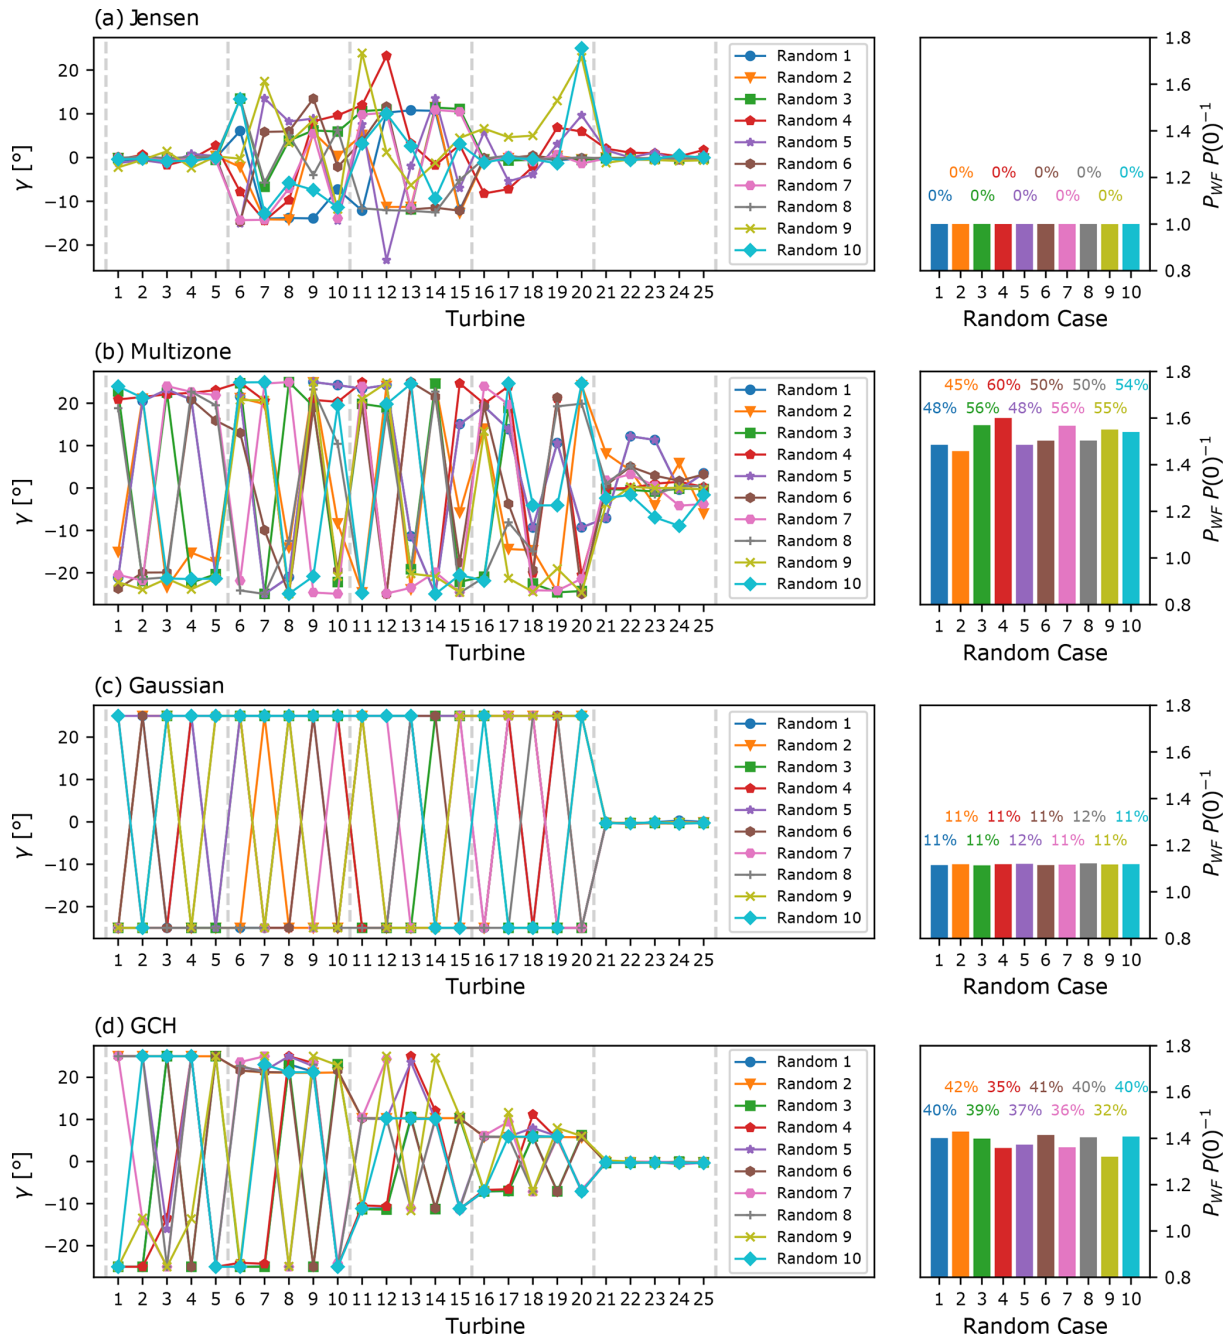 (a) Jensen
20
10
0
−10
−20
γ [°]
1 2 3 4 5 6 7 8 9 10 11 12 13 14 15 16 17 18 19 20 21 22 23 24 25
Turbine
Random 1
Random 2
Random 3
Random 4
Random 5
Random 6
Random 7
Random 8
Random 9
Random 10
0% 0% 0% 0% 0%
0% 0% 0% 0% 0%
1.8
1.6
1.4
1.2
1.0
0.8
P_WF P(0)⁻¹
1 2 3 4 5 6 7 8 9 10
Random Case
(b) Multizone
20
10
0
−10
−20
γ [°]
1 2 3 4 5 6 7 8 9 10 11 12 13 14 15 16 17 18 19 20 21 22 23 24 25
Turbine
Random 1
Random 2
Random 3
Random 4
Random 5
Random 6
Random 7
Random 8
Random 9
Random 10
45% 60% 50% 50% 54%
48% 56% 48% 56% 55%
1.8
1.6
1.4
1.2
1.0
0.8
P_WF P(0)⁻¹
1 2 3 4 5 6 7 8 9 10
Random Case
(c) Gaussian
20
10
0
−10
−20
γ [°]
1 2 3 4 5 6 7 8 9 10 11 12 13 14 15 16 17 18 19 20 21 22 23 24 25
Turbine
Random 1
Random 2
Random 3
Random 4
Random 5
Random 6
Random 7
Random 8
Random 9
Random 10
11% 11% 11% 12% 11%
11% 11% 12% 11% 11%
1.8
1.6
1.4
1.2
1.0
0.8
P_WF P(0)⁻¹
1 2 3 4 5 6 7 8 9 10
Random Case
(d) GCH
20
10
0
−10
−20
γ [°]
1 2 3 4 5 6 7 8 9 10 11 12 13 14 15 16 17 18 19 20 21 22 23 24 25
Turbine
Random 1
Random 2
Random 3
Random 4
Random 5
Random 6
Random 7
Random 8
Random 9
Random 10
42% 35% 41% 40% 40%
40% 39% 37% 36% 32%
1.8
1.6
1.4
1.2
1.0
0.8
P_WF P(0)⁻¹
1 2 3 4 5 6 7 8 9 10
Random Case